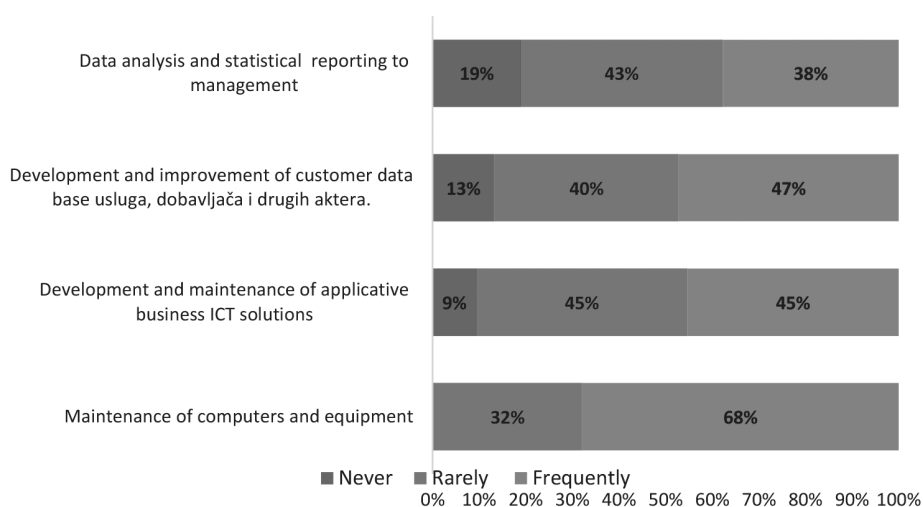 Data analysis and statistical reporting to
management
19% 43% 38%
Development and improvement of customer data
base usluga, dobavljača i drugih aktera.
13% 40% 47%
Development and maintenance of applicative
business ICT solutions
9% 45% 45%
Maintenance of computers and equipment
32% 68%
Never Rarely Frequently
0% 10% 20% 30% 40% 50% 60% 70% 80% 90% 100%